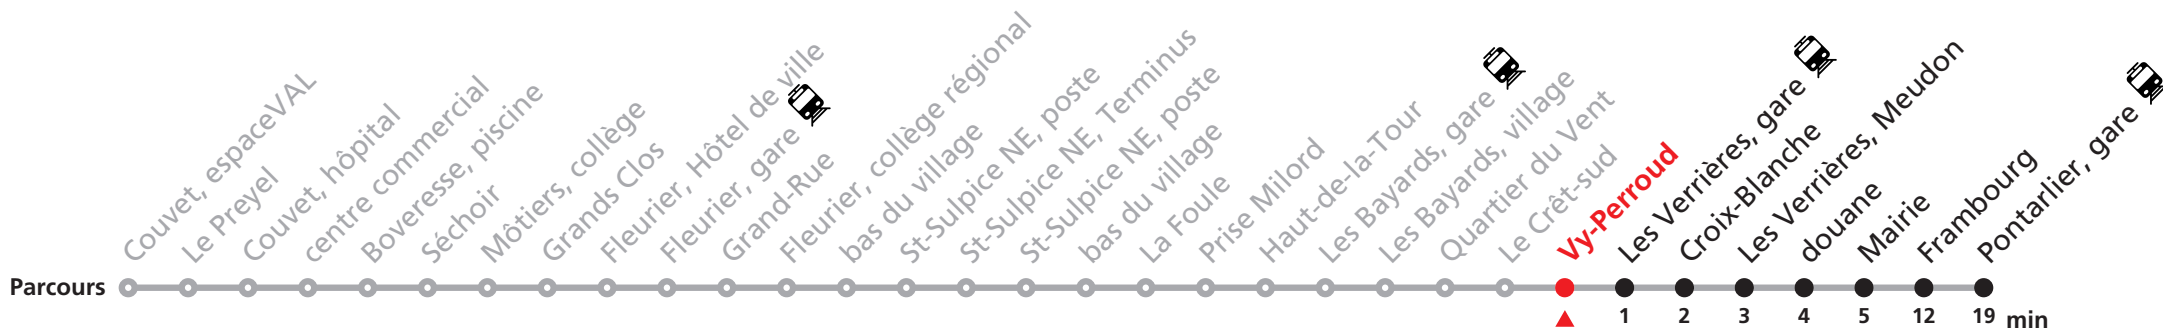 Couvet, espaceVAL
Le Preyel
Couvet, hôpital
centre commercial
Boveresse, piscine
Séchoir
Môtiers, collège
Grands Clos
Fleurier, Hôtel de ville
Fleurier, gare
Grand-Rue
Fleurier, collège régional
bas du village
St-Sulpice NE, poste
St-Sulpice NE, Terminus
St-Sulpice NE, poste
bas du village
La Foule
Prise Milord
Haut-de-la-Tour
Les Bayards, gare
Les Bayards, village
Quartier du Vent
Le Crêt-sud
Vy-Perroud
Les Verrières, gare
Croix-Blanche
Les Verrières, Meudon
douane
Mairie
Frambourg
Pontarlier, gare
Parcours
1 2 3 4 5 12 19 min